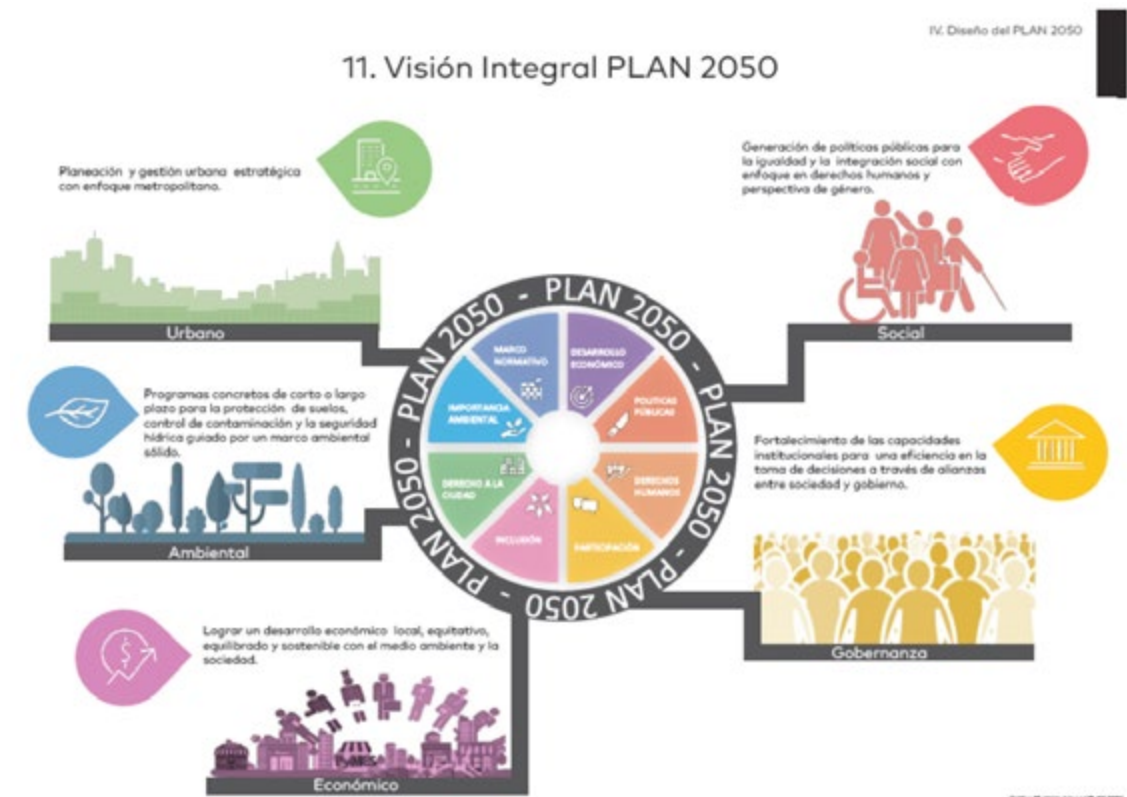 IV. Diseño del PLAN 2050
11. Visión Integral PLAN 2050
Planeación y gestión urbana estratégica
con enfoque metropolitano.
Urbano
Generación de políticas públicas para
la igualdad y la integración social con
enfoque en derechos humanos y
perspectiva de género.
Social
Programas concretos de corto o largo
plazo para la protección de suelos,
control de contaminación y la seguridad
hídrica guiado por un marco ambiental
sólido.
Ambiental
Fortalecimiento de las capacidades
institucionales para una eficiencia en la
toma de decisiones a través de alianzas
entre sociedad y gobierno.
Gobernanza
Lograr un desarrollo económico local, equitativo,
equilibrado y sostenible con el medio ambiente y la
sociedad.
PyMES
Económico
PLAN 2050 - PLAN 2050 - PLAN 2050 - PLAN 2050 - PLAN 2050 - PLAN 2050 -
MARCO
NORMATIVO
DESARROLLO
ECONÓMICO
POLITICAS
PÚBLICAS
DERECHOS
HUMANOS
PARTICIPACIÓN
INCLUSIÓN
DERECHO A LA
CIUDAD
IMPORTANCIA
AMBIENTAL